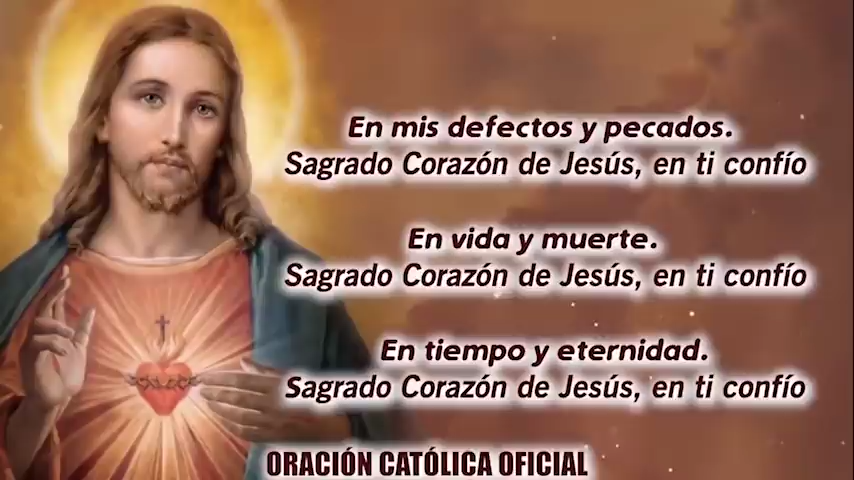 En mis defectos y pecados.
Sagrado Corazón de Jesús, en ti confío
En vida y muerte.
Sagrado Corazón de Jesús, en ti confío
En tiempo y eternidad.
Sagrado Corazón de Jesús, en ti confío
ORACIÓN CATÓLICA OFICIAL